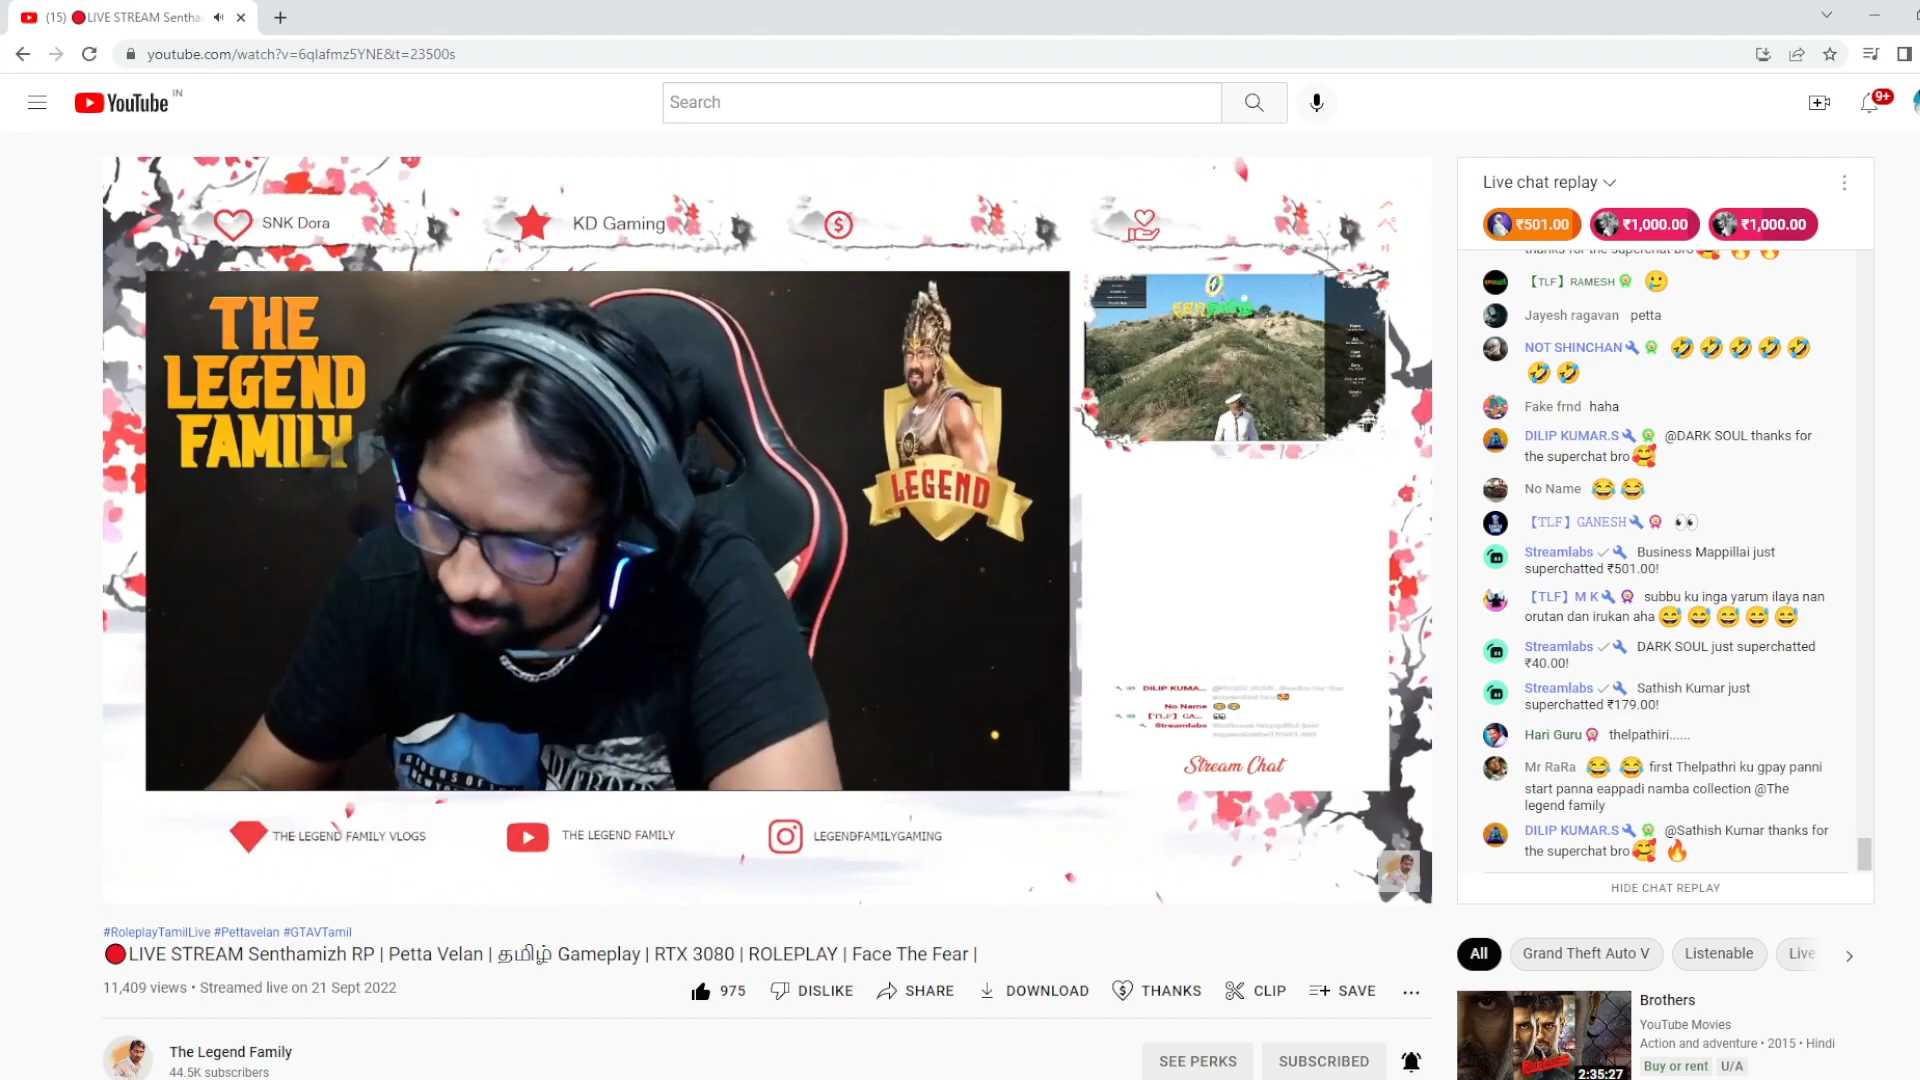 (15) 🔴LIVE STREAM Sentha
youtube.com/watch?v=6qIafmz5YNE&t=23500s
YouTube IN
Search
9+
SNK Dora
KD Gaming
THE
LEGEND
FAMILY
LEGEND
RIDERS OF
DILIP KUMA...
No Name
【TLF】GA...
Streamlabs
Stream Chat
THE LEGEND FAMILY VLOGS
THE LEGEND FAMILY
LEGENDFAMILYGAMING
#RoleplayTamilLive #Pettavelan #GTAVTamil
🔴LIVE STREAM Senthamizh RP | Petta Velan | தமிழ் Gameplay | RTX 3080 | ROLEPLAY | Face The Fear |
11,409 views • Streamed live on 21 Sept 2022
975 DISLIKE SHARE DOWNLOAD THANKS CLIP SAVE ...
The Legend Family
44.5K subscribers
SEE PERKS SUBSCRIBED
Live chat replay
₹501.00 ₹1,000.00 ₹1,000.00
thanks for the superchat bro🥰 🔥 🔥
【TLF】RAMESH 🥲
Jayesh ragavan petta
NOT SHINCHAN 🤣 🤣 🤣 🤣 🤣
🤣 🤣
Fake frnd haha
DILIP KUMAR.S @DARK SOUL thanks for
the superchat bro🥰
No Name 😂 😂
【TLF】GANESH 👀
Streamlabs Business Mappillai just
superchatted ₹501.00!
【TLF】M K subbu ku inga yarum ilaya nan
orutan dan irukan aha 😅 😅 😅 😅 😅
Streamlabs DARK SOUL just superchatted
₹40.00!
Streamlabs Sathish Kumar just
superchatted ₹179.00!
Hari Guru thelpathiri......
Mr RaRa 😂 😂 first Thelpathri ku gpay panni
start panna eappadi namba collection @The
legend family
DILIP KUMAR.S @Sathish Kumar thanks for
the superchat bro🥰 🔥
HIDE CHAT REPLAY
All Grand Theft Auto V Listenable Live
Brothers
YouTube Movies
Action and adventure • 2015 • Hindi
Buy or rent U/A
2:35:27